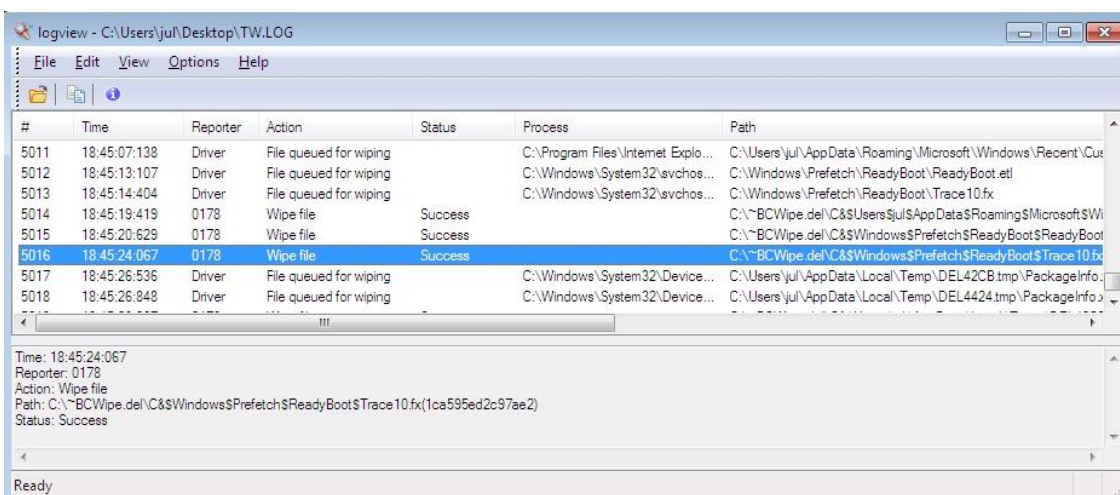 logview - C:\Users\jul\Desktop\TW.LOG
File Edit View Options Help
# Time Reporter Action Status Process Path
5011 18:45:07:138 Driver File queued for wiping C:\Program Files\Internet Explo... C:\Users\jul\AppData\Roaming\Microsoft\Windows\Recent\Cus
5012 18:45:13:107 Driver File queued for wiping C:\Windows\System32\svchos... C:\Windows\Prefetch\ReadyBoot\ReadyBoot.etl
5013 18:45:14:404 Driver File queued for wiping C:\Windows\System32\svchos... C:\Windows\Prefetch\ReadyBoot\Trace10.fx
5014 18:45:19:419 0178 Wipe file Success C:\~BCWipe.del\C&$Users$jul$AppData$Roaming$Microsoft$Wi
5015 18:45:20:629 0178 Wipe file Success C:\~BCWipe.del\C&$Windows$Prefetch$ReadyBoot$ReadyBoot
5016 18:45:24:067 0178 Wipe file Success C:\~BCWipe.del\C&$Windows$Prefetch$ReadyBoot$Trace10.fx
5017 18:45:26:536 Driver File queued for wiping C:\Windows\System32\Device... C:\Users\jul\AppData\Local\Temp\DEL42CB.tmp\PackageInfo.
5018 18:45:26:848 Driver File queued for wiping C:\Windows\System32\Device... C:\Users\jul\AppData\Local\Temp\DEL4424.tmp\PackageInfo.x
Time: 18:45:24:067
Reporter: 0178
Action: Wipe file
Path: C:\~BCWipe.del\C&$Windows$Prefetch$ReadyBoot$Trace10.fx(1ca595ed2c97ae2)
Status: Success
Ready